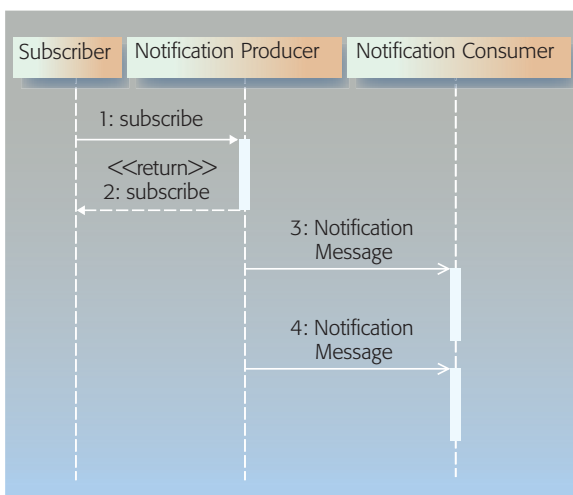 Subscriber
Notification Producer
Notification Consumer
1: subscribe
<<return>>
2: subscribe
3: Notification
Message
4: Notification
Message